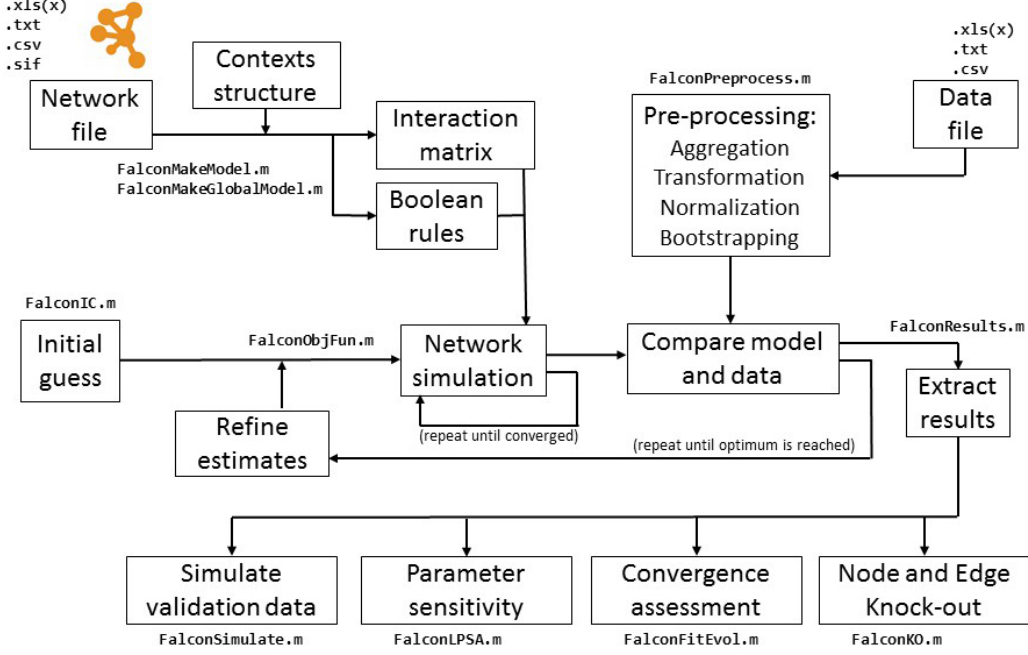 .xls(x)
.txt
.csv
.sif
Network
file
Contexts
structure
FalconMakeModel.m
FalconMakeGlobalModel.m
Interaction
matrix
Boolean
rules
FalconPreprocess.m
Pre-processing:
Aggregation
Transformation
Normalization
Bootstrapping
.xls(x)
.txt
.csv
Data
file
FalconIC.m
Initial
guess
FalconObjFun.m
Network
simulation
(repeat until converged)
Compare model
and data
(repeat until optimum is reached)
Refine
estimates
FalconResults.m
Extract
results
Simulate
validation data
FalconSimulate.m
Parameter
sensitivity
FalconLPSA.m
Convergence
assessment
FalconFitEvol.m
Node and Edge
Knock-out
FalconKO.m